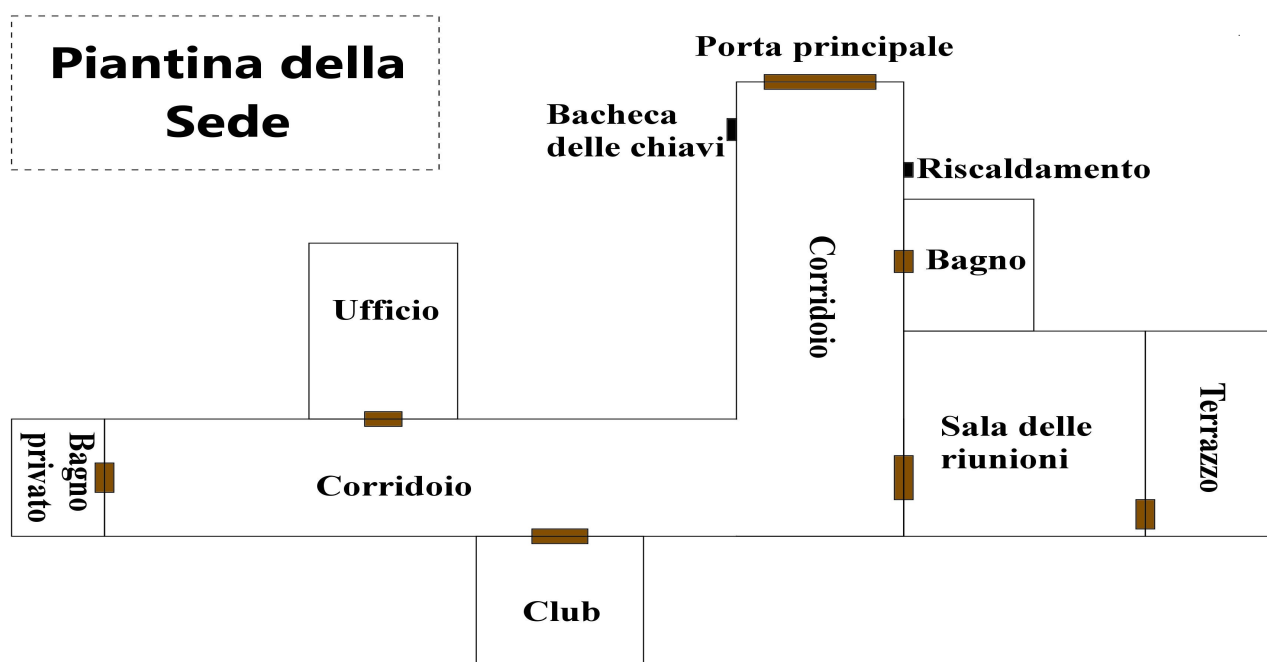 Piantina della
Sede
Porta principale
Bacheca
delle chiavi
Riscaldamento
Corridoio
Bagno
Ufficio
Sala delle
riunioni
Terrazzo
Bagno
privato
Corridoio
Club